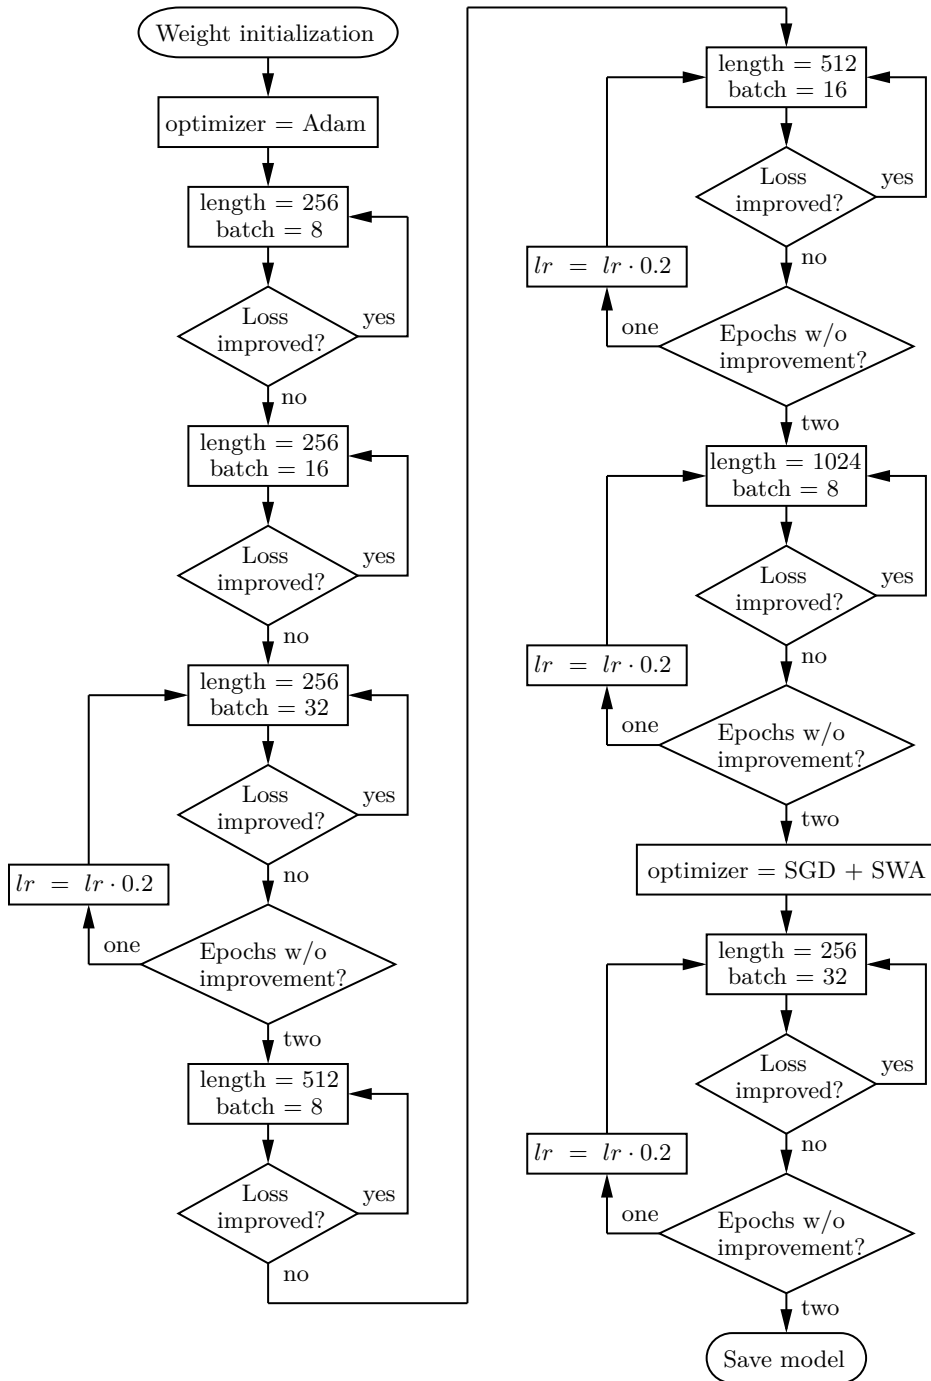 Weight initialization
optimizer = Adam
length = 256
batch = 8
Loss
improved?
yes
no
length = 256
batch = 16
Loss
improved?
yes
no
length = 256
batch = 32
Loss
improved?
yes
no
lr = lr · 0.2
one
Epochs w/o
improvement?
two
length = 512
batch = 8
Loss
improved?
yes
no
length = 512
batch = 16
Loss
improved?
yes
no
lr = lr · 0.2
one
Epochs w/o
improvement?
two
length = 1024
batch = 8
Loss
improved?
yes
no
lr = lr · 0.2
one
Epochs w/o
improvement?
two
optimizer = SGD + SWA
length = 256
batch = 32
Loss
improved?
yes
no
lr = lr · 0.2
one
Epochs w/o
improvement?
two
Save model